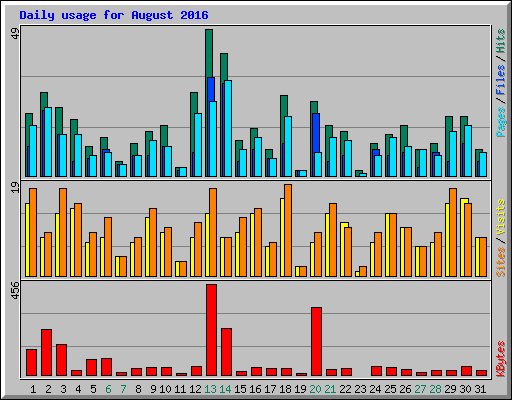 Daily usage for August 2016
49
Pages / Files / Hits
19
Sites / Visits
456
KBytes
1 2 3 4 5 6 7 8 9 10 11 12 13 14 15 16 17 18 19 20 21 22 23 24 25 26 27 28 29 30 31